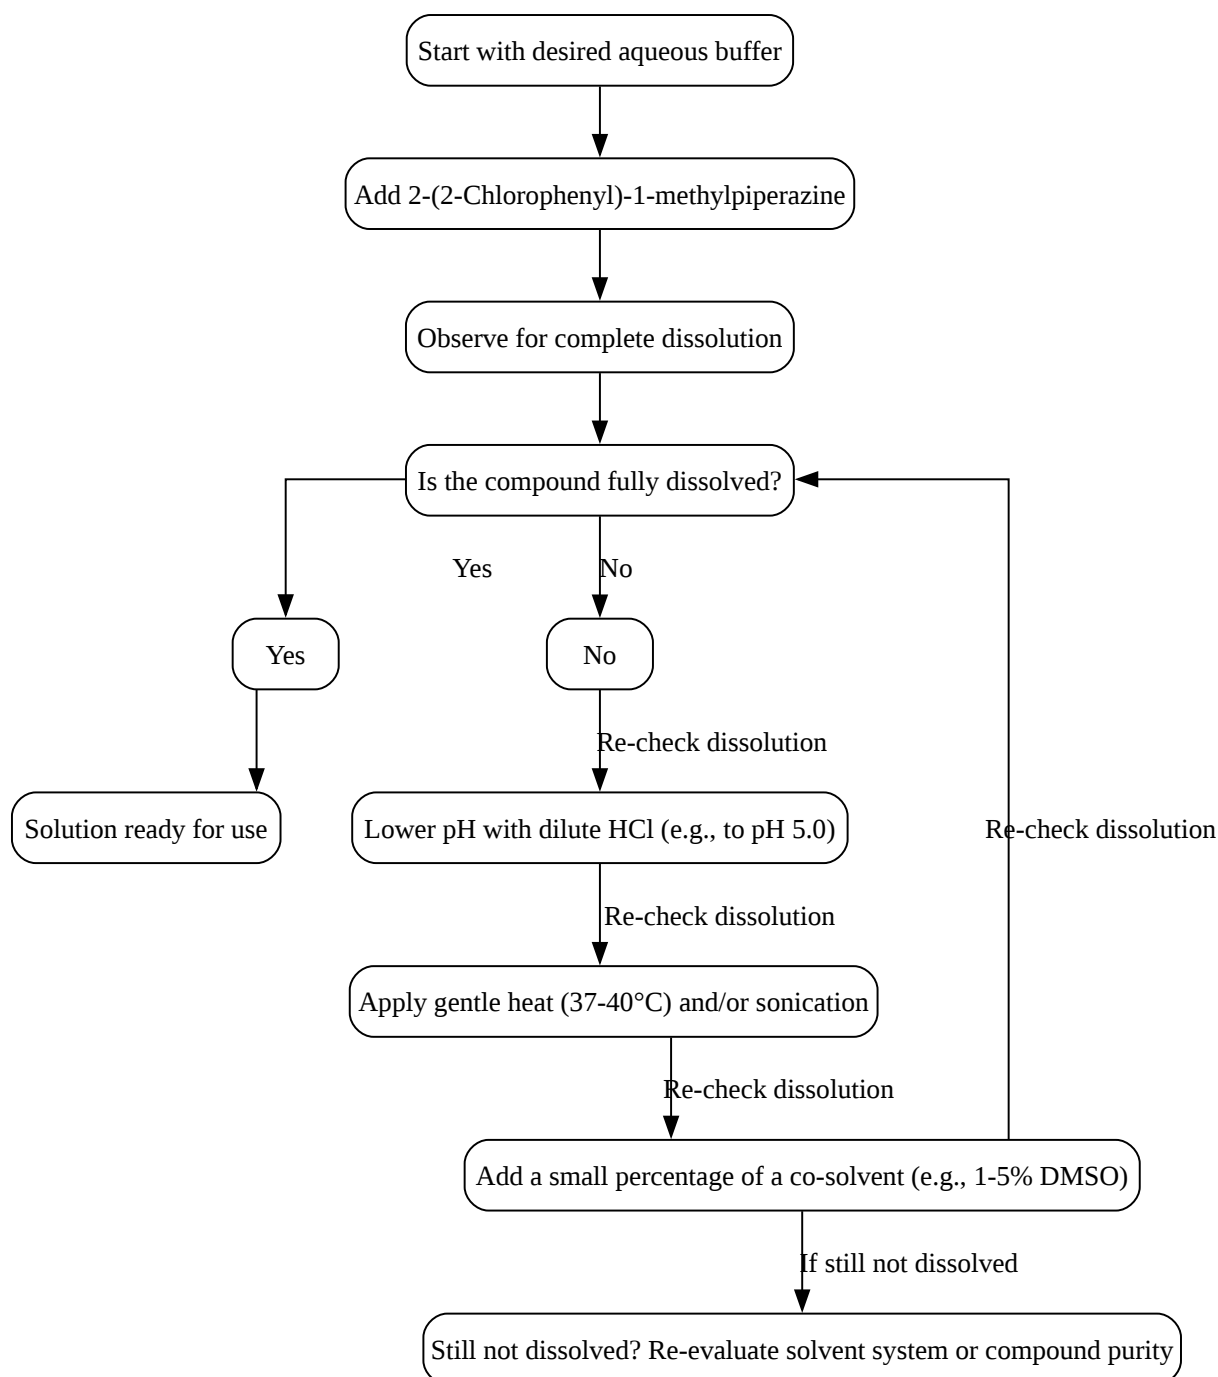 Start with desired aqueous buffer
Add 2-(2-Chlorophenyl)-1-methylpiperazine
Observe for complete dissolution
Is the compound fully dissolved?
Yes
No
Yes
No
Re-check dissolution
Solution ready for use
Lower pH with dilute HCl (e.g., to pH 5.0)
Re-check dissolution
Re-check dissolution
Apply gentle heat (37-40°C) and/or sonication
Re-check dissolution
Add a small percentage of a co-solvent (e.g., 1-5% DMSO)
If still not dissolved
Still not dissolved? Re-evaluate solvent system or compound purity